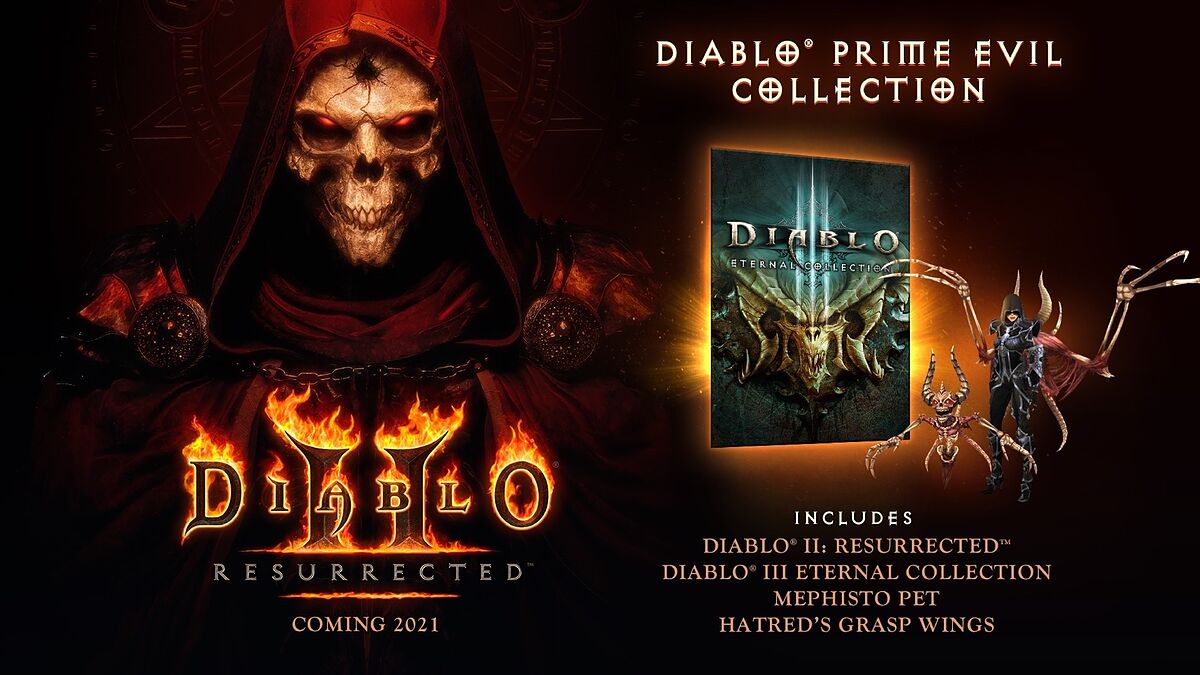 DIABLO II
RESURRECTED™
COMING 2021
DIABLO® PRIME EVIL
COLLECTION
DIABLO
ETERNAL COLLECTION
INCLUDES
DIABLO® II: RESURRECTED™
DIABLO® III ETERNAL COLLECTION
MEPHISTO PET
HATRED'S GRASP WINGS